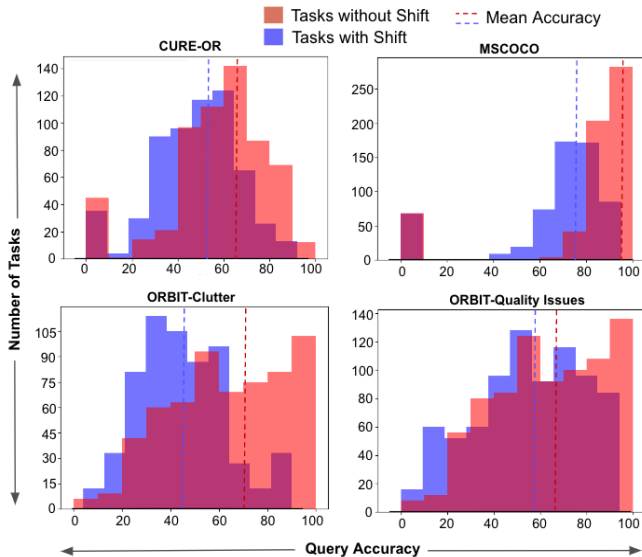 Tasks without Shift
Tasks with Shift
Mean Accuracy
CURE-OR
140
120
100
80
60
40
20
0
0 20 40 60 80 100
MSCOCO
250
200
150
100
50
0
0 20 40 60 80 100
ORBIT-Clutter
105
90
75
60
45
30
15
0
0 20 40 60 80 100
ORBIT-Quality Issues
140
120
100
80
60
40
20
0
0 20 40 60 80 100
Number of Tasks
Query Accuracy